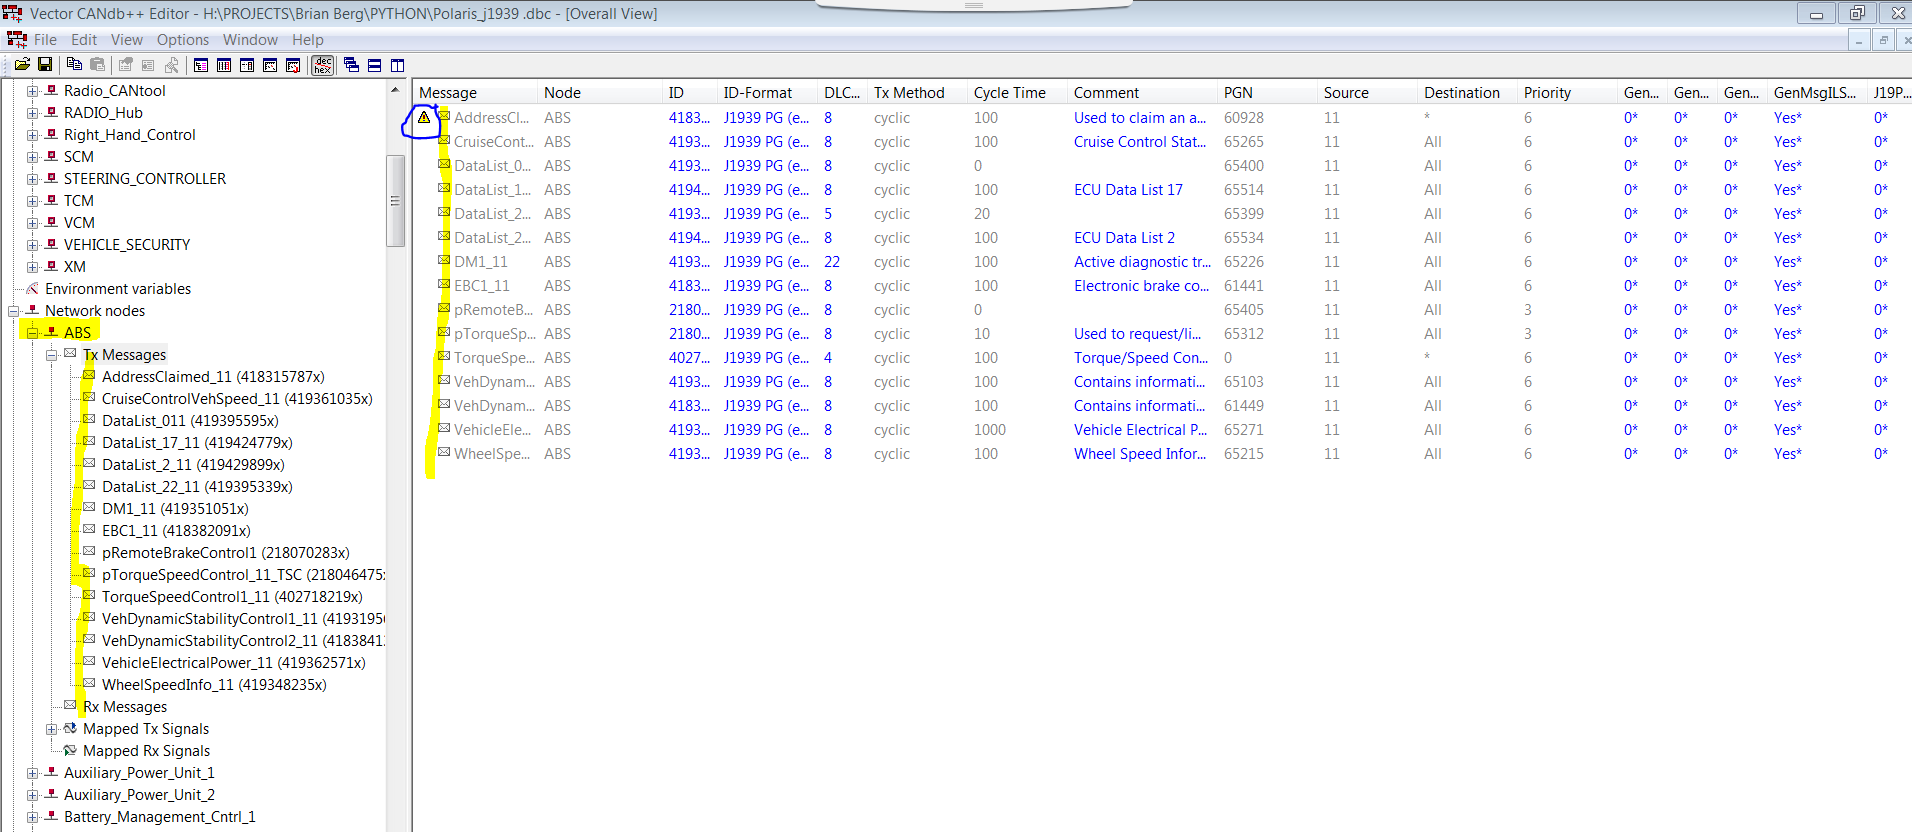 Vector CANdb++ Editor - H:\PROJECTS\Brian Berg\PYTHON\Polaris_j1939 .dbc - [Overall View]
File Edit View Options Window Help
dec
hex
Radio_CANtool
RADIO_Hub
Right_Hand_Control
SCM
STEERING_CONTROLLER
TCM
VCM
VEHICLE_SECURITY
XM
Environment variables
Network nodes
ABS
Tx Messages
AddressClaimed_11 (418315787x)
CruiseControlVehSpeed_11 (419361035x)
DataList_011 (419395595x)
DataList_17_11 (419424779x)
DataList_2_11 (419429899x)
DataList_22_11 (419395339x)
DM1_11 (419351051x)
EBC1_11 (418382091x)
pRemoteBrakeControl1 (218070283x)
pTorqueSpeedControl_11_TSC (218046475x
TorqueSpeedControl1_11 (402718219x)
VehDynamicStabilityControl1_11 (4193195
VehDynamicStabilityControl2_11 (4183841
VehicleElectricalPower_11 (419362571x)
WheelSpeedInfo_11 (419348235x)
Rx Messages
Mapped Tx Signals
Mapped Rx Signals
Auxiliary_Power_Unit_1
Auxiliary_Power_Unit_2
Battery_Management_Cntrl_1
Message Node ID ID-Format DLC... Tx Method Cycle Time Comment PGN Source Destination Priority Gen... Gen... Gen... GenMsgILS... J19P...
AddressCl... ABS 4183... J1939 PG (e... 8 cyclic 100 Used to claim an a... 60928 11 * 6 0* 0* 0* Yes* 0*
CruiseCont... ABS 4193... J1939 PG (e... 8 cyclic 100 Cruise Control Stat... 65265 11 All 6 0* 0* 0* Yes* 0*
DataList_0... ABS 4193... J1939 PG (e... 8 cyclic 0 65400 11 All 6 0* 0* 0* Yes* 0*
DataList_1... ABS 4194... J1939 PG (e... 8 cyclic 100 ECU Data List 17 65514 11 All 6 0* 0* 0* Yes* 0*
DataList_2... ABS 4193... J1939 PG (e... 5 cyclic 20 65399 11 All 6 0* 0* 0* Yes* 0*
DataList_2... ABS 4194... J1939 PG (e... 8 cyclic 100 ECU Data List 2 65534 11 All 6 0* 0* 0* Yes* 0*
DM1_11 ABS 4193... J1939 PG (e... 22 cyclic 100 Active diagnostic tr... 65226 11 All 6 0* 0* 0* Yes* 0*
EBC1_11 ABS 4183... J1939 PG (e... 8 cyclic 100 Electronic brake co... 61441 11 All 6 0* 0* 0* Yes* 0*
pRemoteB... ABS 2180... J1939 PG (e... 8 cyclic 0 65405 11 All 3 0* 0* 0* Yes* 0*
pTorqueSp... ABS 2180... J1939 PG (e... 8 cyclic 10 Used to request/li... 65312 11 All 3 0* 0* 0* Yes* 0*
TorqueSpe... ABS 4027... J1939 PG (e... 4 cyclic 100 Torque/Speed Con... 0 11 * 6 0* 0* 0* Yes* 0*
VehDynam... ABS 4193... J1939 PG (e... 8 cyclic 100 Contains informati... 65103 11 All 6 0* 0* 0* Yes* 0*
VehDynam... ABS 4183... J1939 PG (e... 8 cyclic 100 Contains informati... 61449 11 All 6 0* 0* 0* Yes* 0*
VehicleEle... ABS 4193... J1939 PG (e... 8 cyclic 1000 Vehicle Electrical P... 65271 11 All 6 0* 0* 0* Yes* 0*
WheelSpe... ABS 4193... J1939 PG (e... 8 cyclic 100 Wheel Speed Infor... 65215 11 All 6 0* 0* 0* Yes* 0*